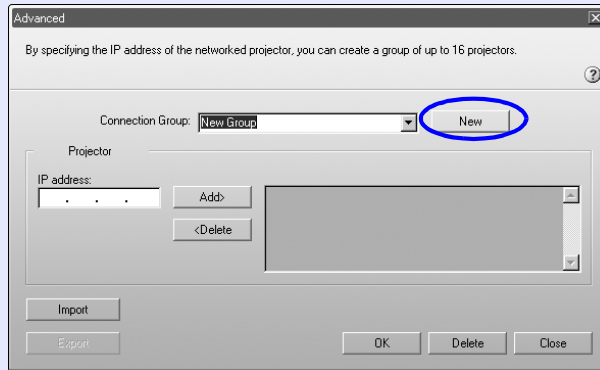 Advanced
By specifying the IP address of the networked projector, you can create a group of up to 16 projectors.
?
Connection Group: New Group New
Projector
IP address:
. . . Add>
<Delete
Import
Export OK Delete Close